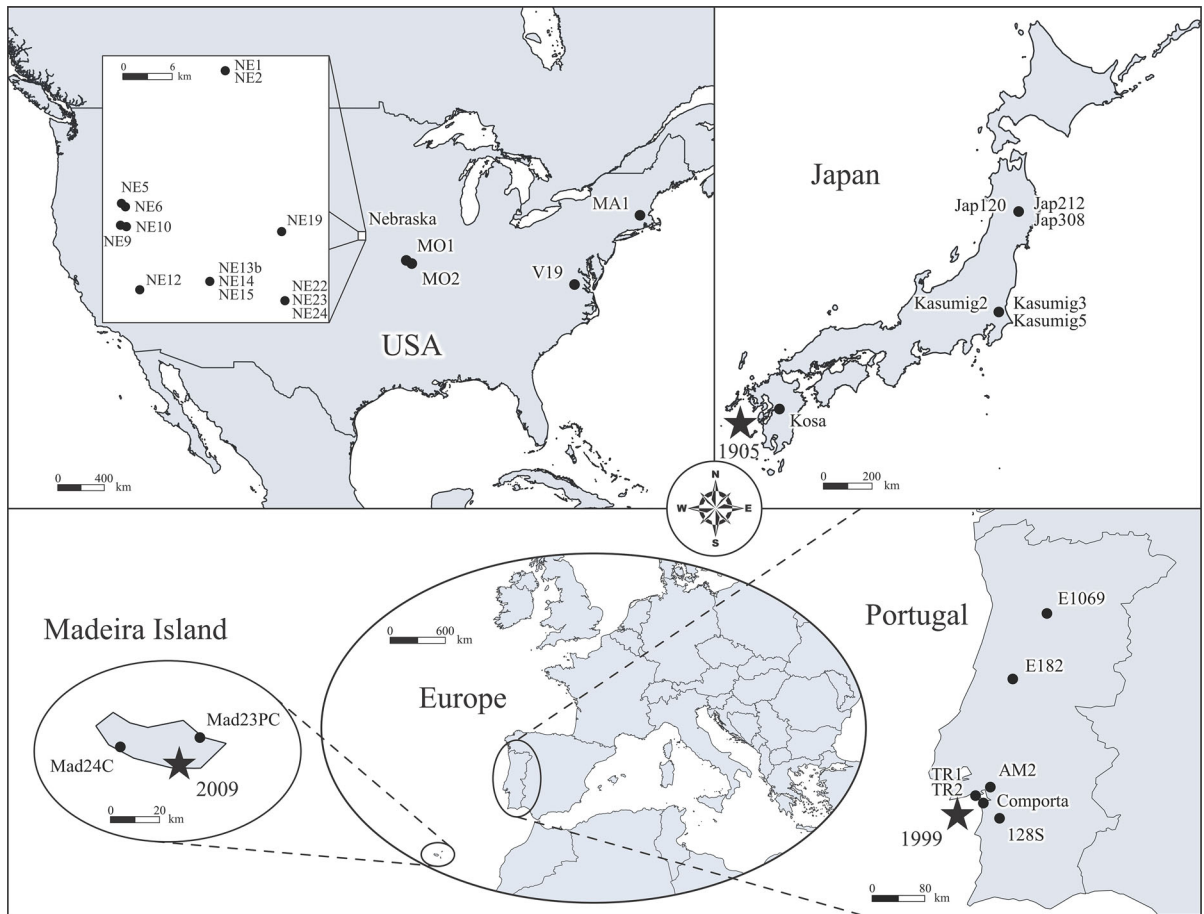 0 6
km
NE1
NE2
NE5
NE6
NE10
NE9
NE19
NE12
NE13b
NE14
NE15
NE22
NE23
NE24
Nebraska
MO1
MO2
MA1
V19
USA
0 400
km
Japan
Jap120
Jap212
Jap308
Kasumig2
Kasumig3
Kasumig5
Kosa
1905
0 200
km
N
W E
S
Madeira Island
Mad23PC
Mad24C
2009
0 20
km
0 600
km
Europe
Portugal
E1069
E182
TR1
TR2
AM2
Comporta
128S
1999
0 80
km